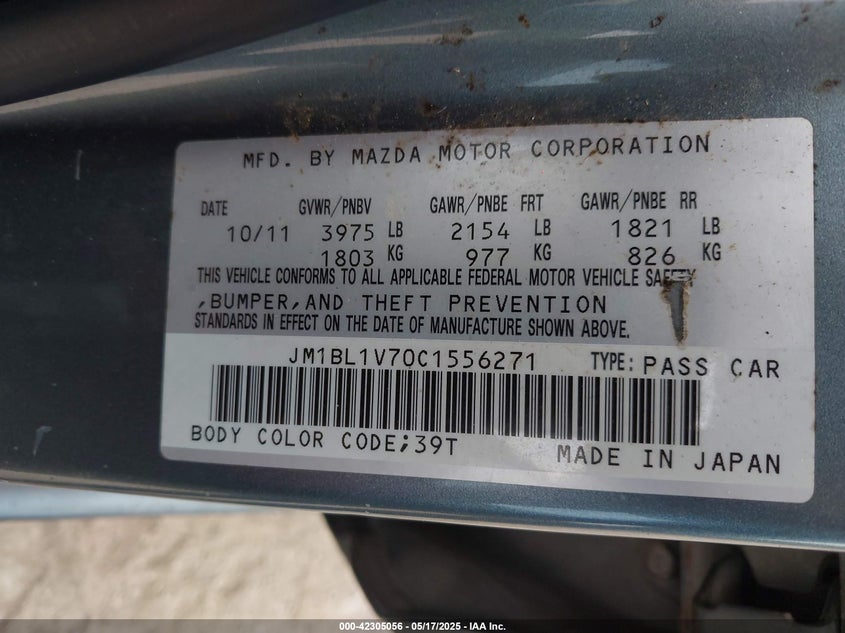 MFD. BY MAZDA MOTOR CORPORATION
DATE GVWR/PNBV GAWR/PNBE FRT GAWR/PNBE RR
10/11 3975 LB 2154 LB 1821 LB
1803 KG 977 KG 826 KG
THIS VEHICLE CONFORMS TO ALL APPLICABLE FEDERAL MOTOR VEHICLE SAFETY
,BUMPER,AND THEFT PREVENTION
STANDARDS IN EFFECT ON THE DATE OF MANUFACTURE SHOWN ABOVE.
JM1BL1V70C1556271 TYPE: PASS CAR
BODY COLOR CODE;39T MADE IN JAPAN
000-42305056 - 05/17/2025 - IAA Inc.